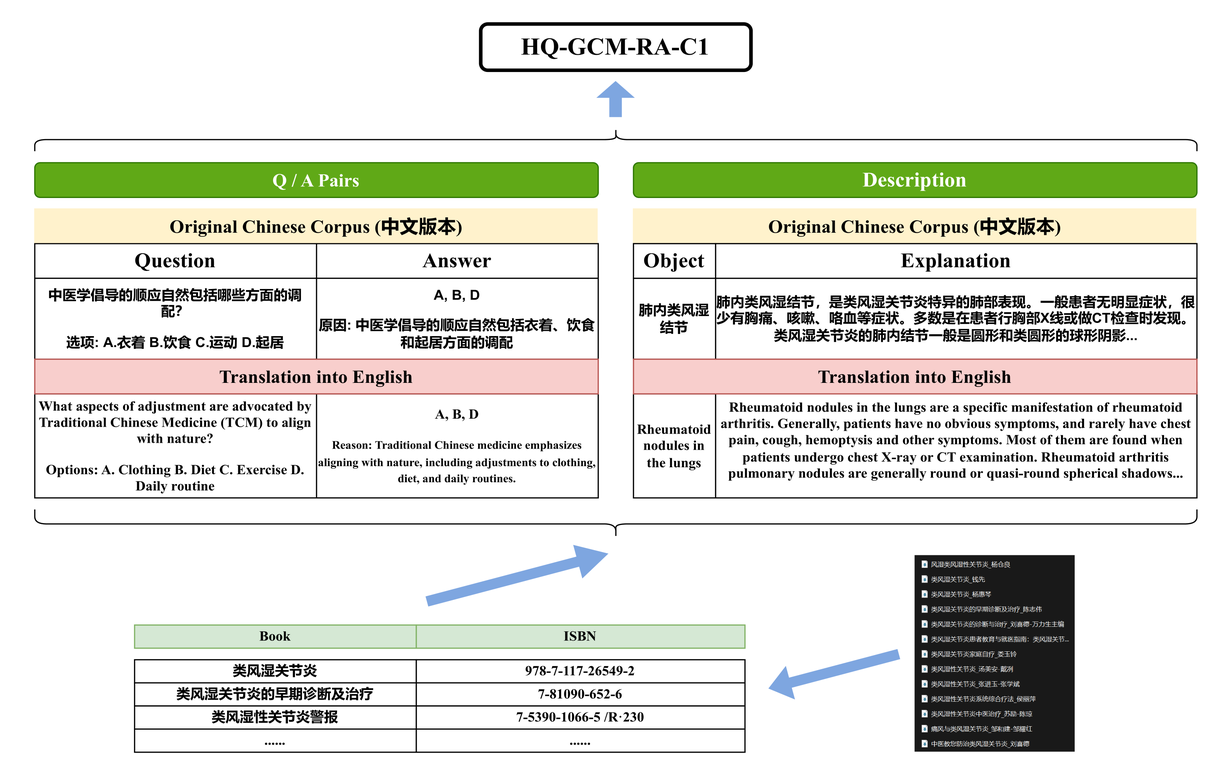 HQ-GCM-RA-C1
Q / A Pairs
Original Chinese Corpus (中文版本)
Question
Answer
中医学倡导的顺应自然包括哪些方面的调
配?
选项: A.衣着 B.饮食 C.运动 D.起居
A, B, D
原因: 中医学倡导的顺应自然包括衣着、饮食
和起居方面的调配
Translation into English
What aspects of adjustment are advocated by
Traditional Chinese Medicine (TCM) to align
with nature?
Options: A. Clothing B. Diet C. Exercise D.
Daily routine
A, B, D
Reason: Traditional Chinese medicine emphasizes
aligning with nature, including adjustments to clothing,
diet, and daily routines.
Description
Original Chinese Corpus (中文版本)
Object
Explanation
肺内类风湿
结节
肺内类风湿结节，是类风湿关节炎特异的肺部表现。一般患者无明显症状，很
少有胸痛、咳嗽、咯血等症状。多数是在患者行胸部X线或做CT检查时发现。
类风湿关节炎的肺内结节一般是圆形和类圆形的球形阴影...
Translation into English
Rheumatoid
nodules in
the lungs
Rheumatoid nodules in the lungs are a specific manifestation of rheumatoid
arthritis. Generally, patients have no obvious symptoms, and rarely have chest
pain, cough, hemoptysis and other symptoms. Most of them are found when
patients undergo chest X-ray or CT examination. Rheumatoid arthritis
pulmonary nodules are generally round or quasi-round spherical shadows...
Book
ISBN
类风湿关节炎
978-7-117-26549-2
类风湿关节炎的早期诊断及治疗
7-81090-652-6
类风湿性关节炎警报
7-5390-1066-5 /R·230
......
......
风湿类风湿性关节炎_杨仓良
类风湿关节炎_钱先
类风湿关节炎_杨惠琴
类风湿关节炎的早期诊断及治疗_陈志伟
类风湿关节炎的诊断与治疗_刘喜德-万力生主编
类风湿关节炎患者教育与就医指南：类风湿关节...
类风湿关节炎家庭自疗_娄玉钤
类风湿性关节炎_汤美安-戴冽
类风湿性关节炎_张进玉-张学斌
类风湿性关节炎系统综合疗法_侯丽萍
类风湿性关节炎中医治疗_苏励-陈琼
痛风与类风湿关节炎_邹和建-邹瞳红
中医教您防治类风湿关节炎_刘喜德